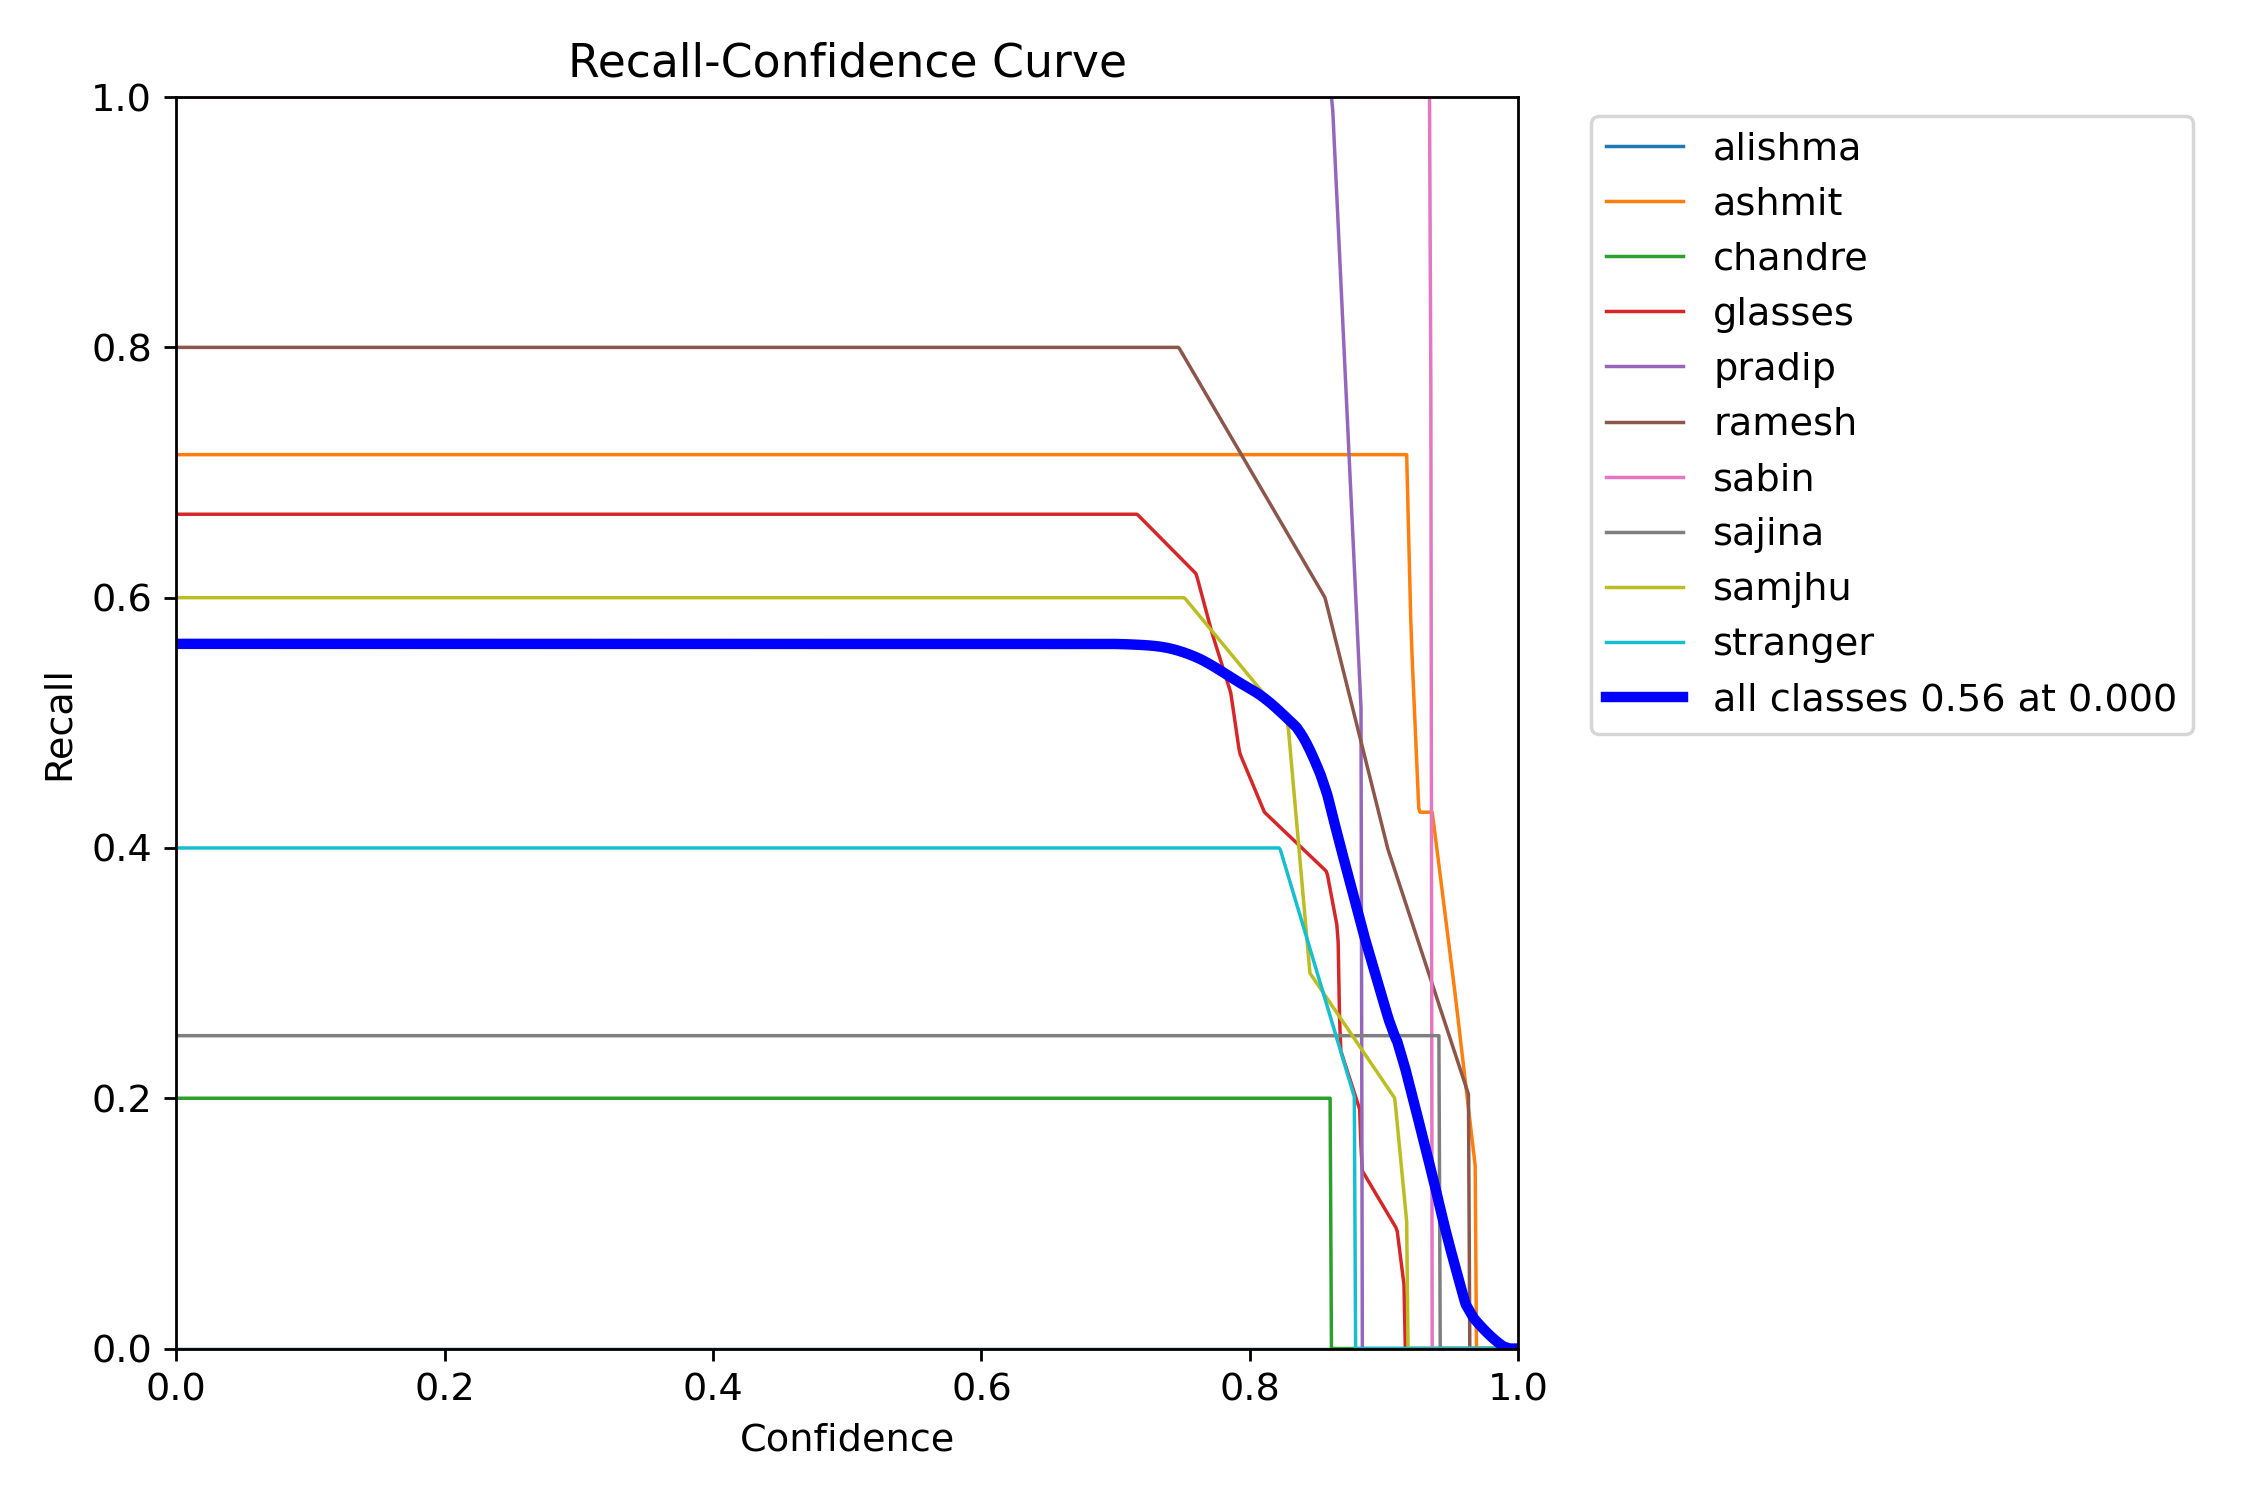 Recall-Confidence Curve
1.0
0.8
0.6
0.4
0.2
0.0
Recall
0.0 0.2 0.4 0.6 0.8 1.0
Confidence
alishma
ashmit
chandre
glasses
pradip
ramesh
sabin
sajina
samjhu
stranger
all classes 0.56 at 0.000